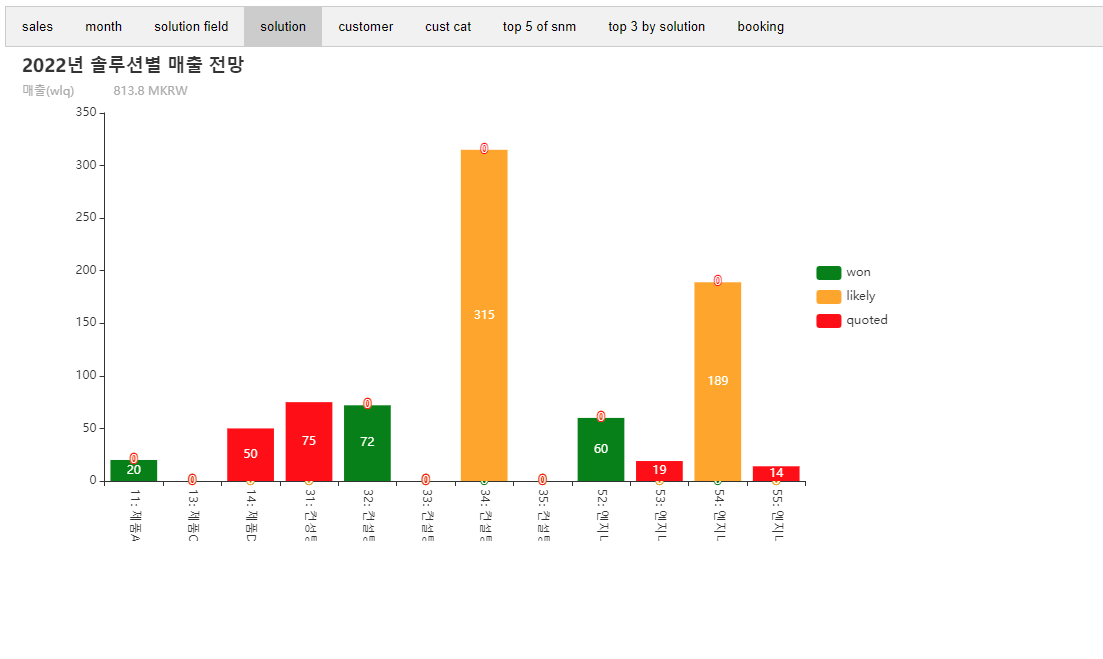 sales month solution field solution customer cust cat top 5 of snm top 3 by solution booking
2022년 솔루션별 매출 전망
매출(wlq) 813.8 MKRW
350
300
250
200
150
100
50
0
0
20
0
50
75
0
72
0
0
315
0
0
60
19
0
189
14
won
likely
quoted
11: 제품A
13: 제품C
14: 제품D
31: 컨설팅
32: 컨설팅
33: 컨설팅
34: 컨설팅
35: 컨설팅
52: 엔지니
53: 엔지니
54: 엔지니
55: 엔지니